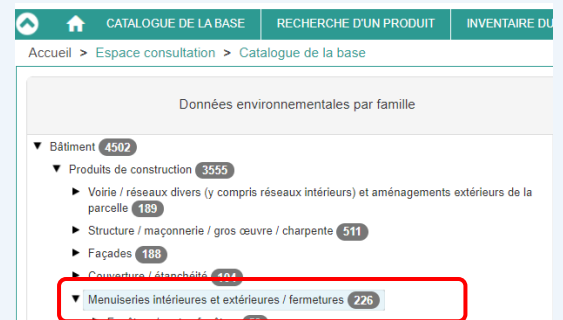 CATALOGUE DE LA BASE RECHERCHE D'UN PRODUIT INVENTAIRE DU
Accueil > Espace consultation > Catalogue de la base
Données environnementales par famille
▼ Bâtiment 4502
▼ Produits de construction 3555
► Voirie / réseaux divers (y compris réseaux intérieurs) et aménagements extérieurs de la
parcelle 189
► Structure / maçonnerie / gros œuvre / charpente 511
► Façades 188
► Couverture / étanchéité
▼ Menuiseries intérieures et extérieures / fermetures 226